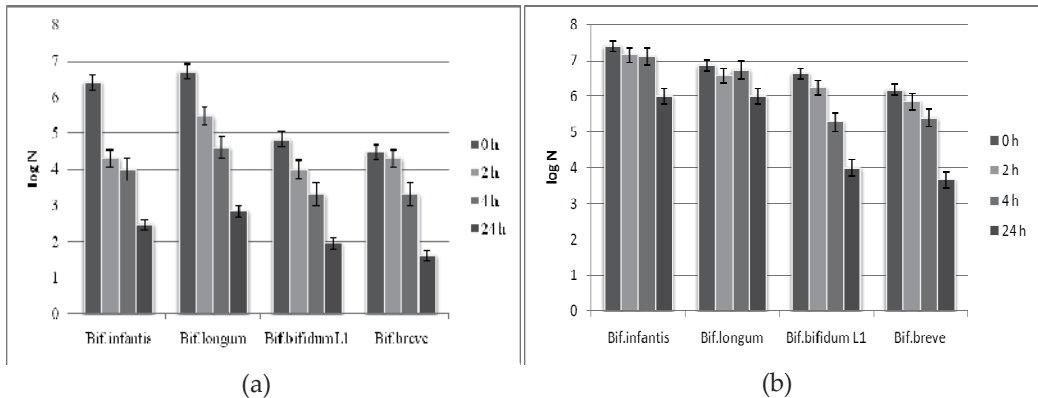 8
7
6
5
4
3
2
1
0
log N
Bif.infantis
Bif.longum
Bif.bifidum L1
Bif.breve
0 h
2 h
4 h
24 h
(a)
8
7
6
5
4
3
2
1
0
log N
Bif.infantis
Bif.longum
Bif.bifidum L1
Bif.breve
0 h
2 h
4 h
24 h
(b)